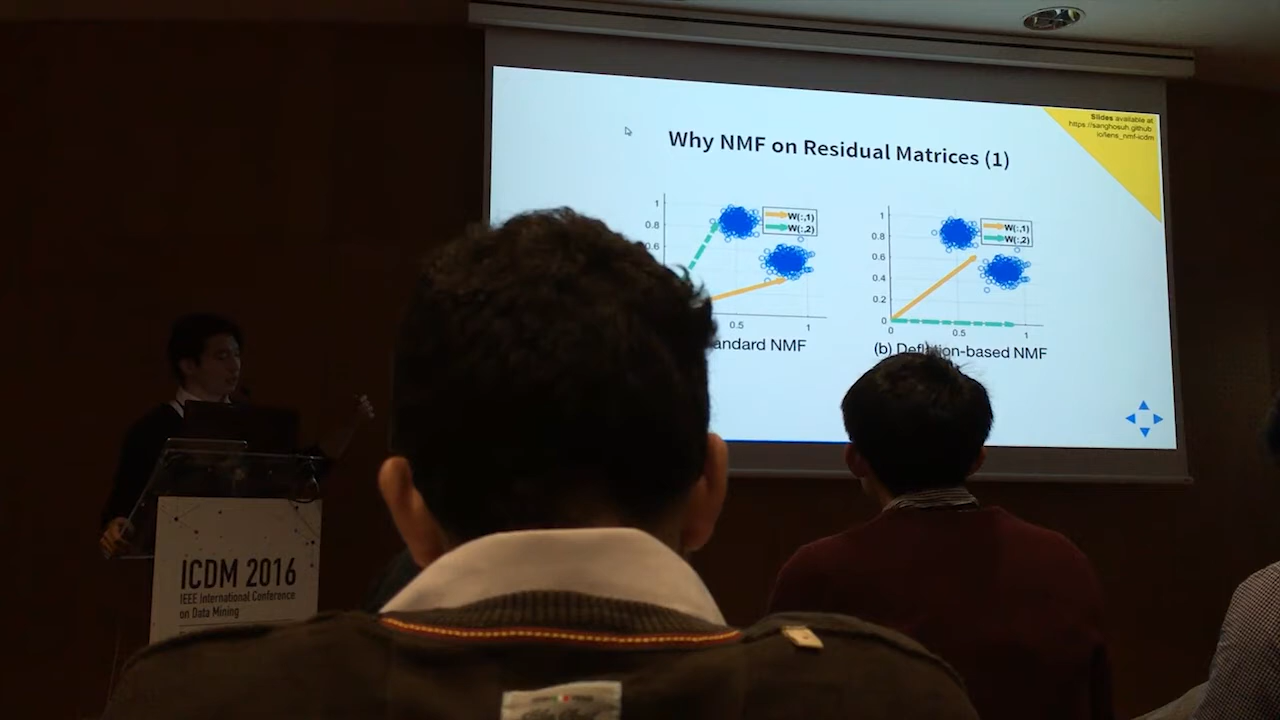 Slides available at
https://sanghosuh.github.
io/lens_nmf-icdm
Why NMF on Residual Matrices (1)
1
0.8
0.6
0.5
1
W(:,1)
W(:,2)
andard NMF
1
0.8
0.6
0.4
0.2
0
0
0.5
1
W(:,1)
W(:,2)
(b) Deflation-based NMF
ICDM 2016
IEEE International Conference
on Data Mining